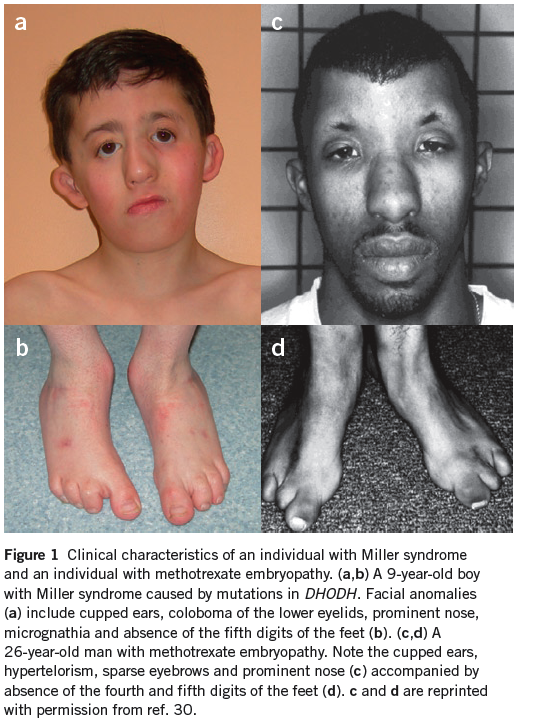 a
c
b
d
Figure 1 Clinical characteristics of an individual with Miller syndrome
and an individual with methotrexate embryopathy. (a,b) A 9-year-old boy
with Miller syndrome caused by mutations in DHODH. Facial anomalies
(a) include cupped ears, coloboma of the lower eyelids, prominent nose,
micrognathia and absence of the fifth digits of the feet (b). (c,d) A
26-year-old man with methotrexate embryopathy. Note the cupped ears,
hypertelorism, sparse eyebrows and prominent nose (c) accompanied by
absence of the fourth and fifth digits of the feet (d). c and d are reprinted
with permission from ref. 30.